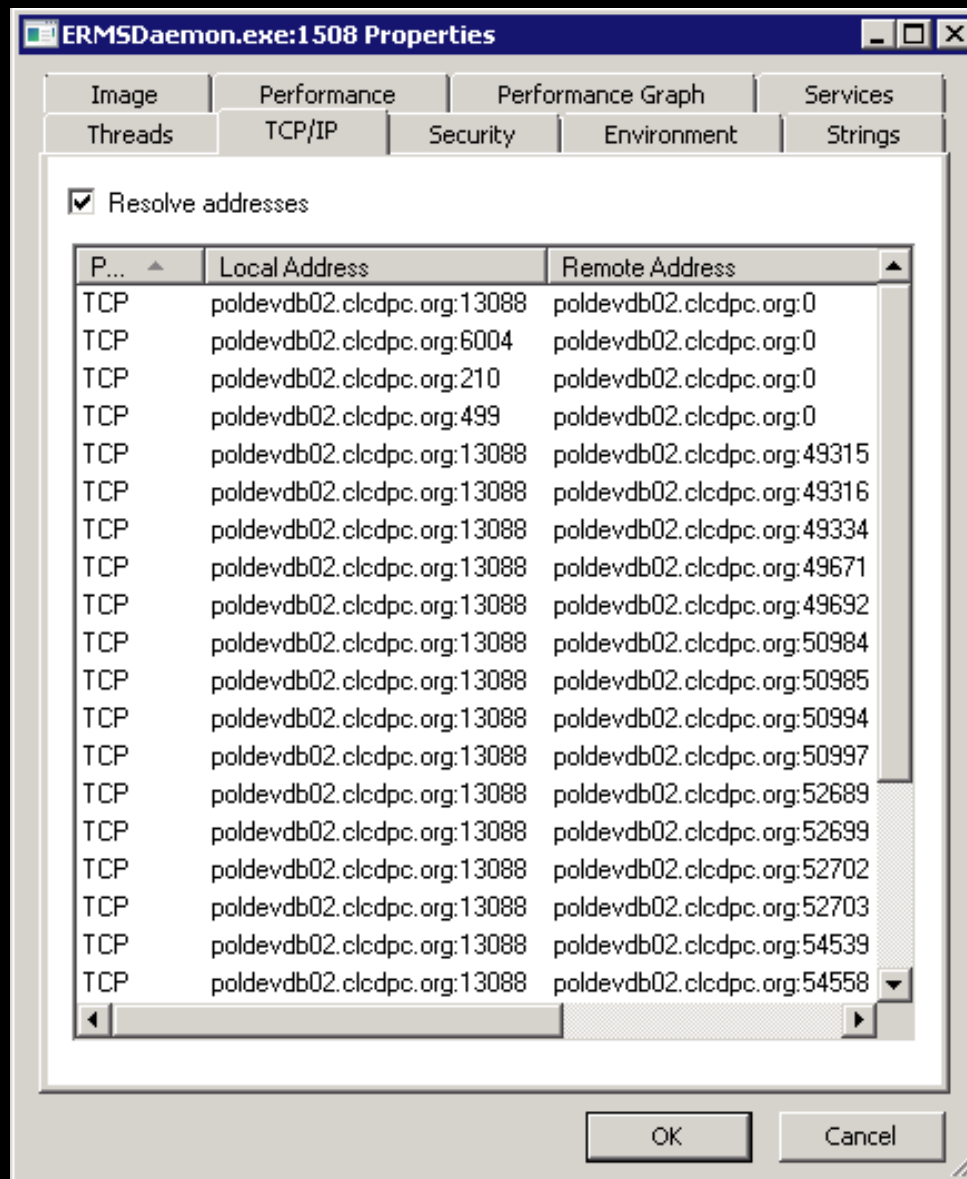 ERMSDaemon.exe:1508 Properties
Image Performance Performance Graph Services
Threads TCP/IP Security Environment Strings
Resolve addresses
P... Local Address Remote Address
TCP poldevdb02.clcdpc.org:13088 poldevdb02.clcdpc.org:0
TCP poldevdb02.clcdpc.org:6004 poldevdb02.clcdpc.org:0
TCP poldevdb02.clcdpc.org:210 poldevdb02.clcdpc.org:0
TCP poldevdb02.clcdpc.org:499 poldevdb02.clcdpc.org:0
TCP poldevdb02.clcdpc.org:13088 poldevdb02.clcdpc.org:49315
TCP poldevdb02.clcdpc.org:13088 poldevdb02.clcdpc.org:49316
TCP poldevdb02.clcdpc.org:13088 poldevdb02.clcdpc.org:49334
TCP poldevdb02.clcdpc.org:13088 poldevdb02.clcdpc.org:49671
TCP poldevdb02.clcdpc.org:13088 poldevdb02.clcdpc.org:49692
TCP poldevdb02.clcdpc.org:13088 poldevdb02.clcdpc.org:50984
TCP poldevdb02.clcdpc.org:13088 poldevdb02.clcdpc.org:50985
TCP poldevdb02.clcdpc.org:13088 poldevdb02.clcdpc.org:50994
TCP poldevdb02.clcdpc.org:13088 poldevdb02.clcdpc.org:50997
TCP poldevdb02.clcdpc.org:13088 poldevdb02.clcdpc.org:52689
TCP poldevdb02.clcdpc.org:13088 poldevdb02.clcdpc.org:52699
TCP poldevdb02.clcdpc.org:13088 poldevdb02.clcdpc.org:52702
TCP poldevdb02.clcdpc.org:13088 poldevdb02.clcdpc.org:52703
TCP poldevdb02.clcdpc.org:13088 poldevdb02.clcdpc.org:54539
TCP poldevdb02.clcdpc.org:13088 poldevdb02.clcdpc.org:54558
OK Cancel